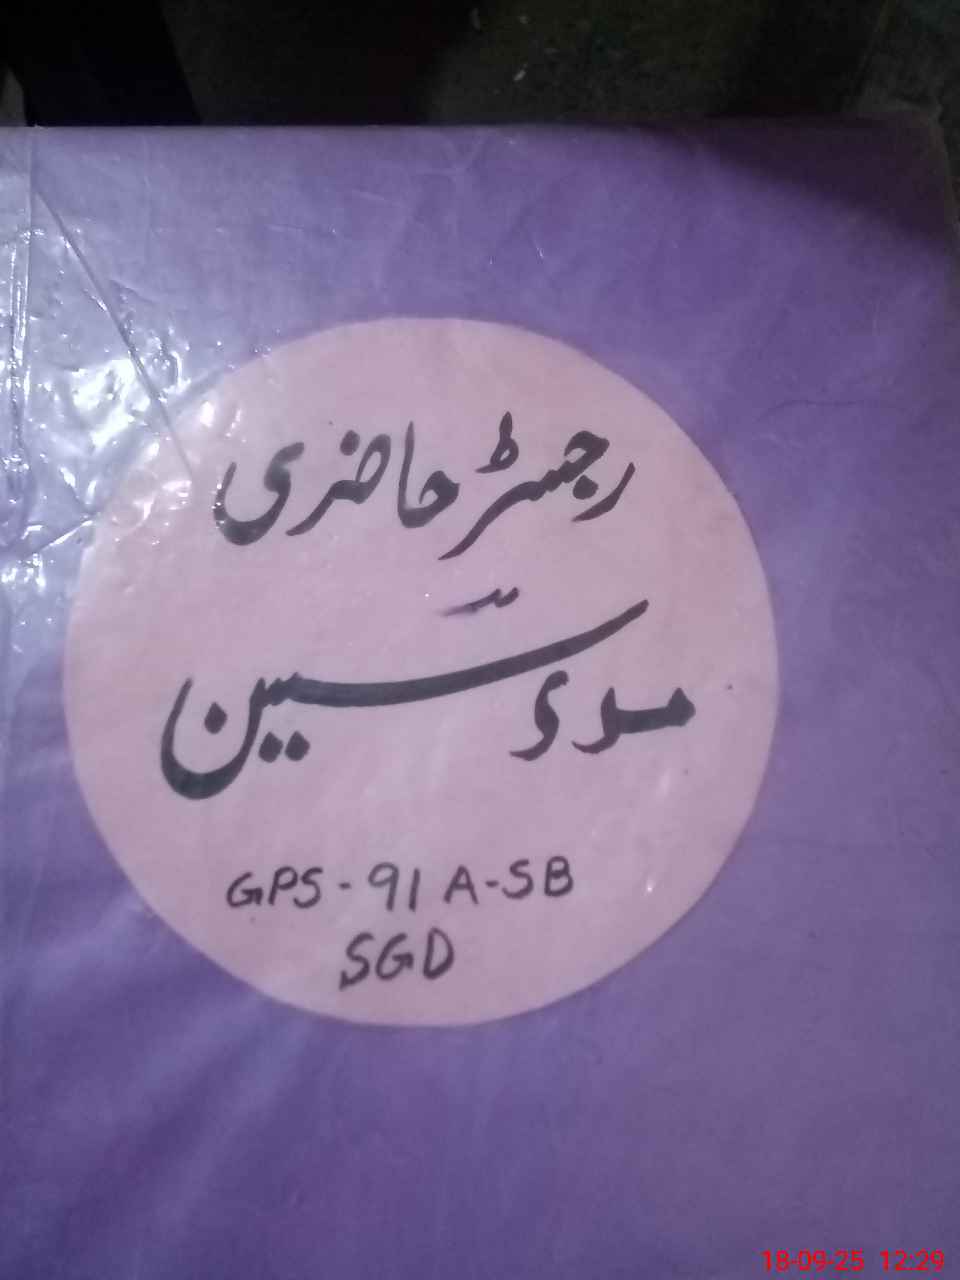 رجسٹر حاضری
مدرسین
GPS - 91 A-SB
SGD
18-09-25 12:29